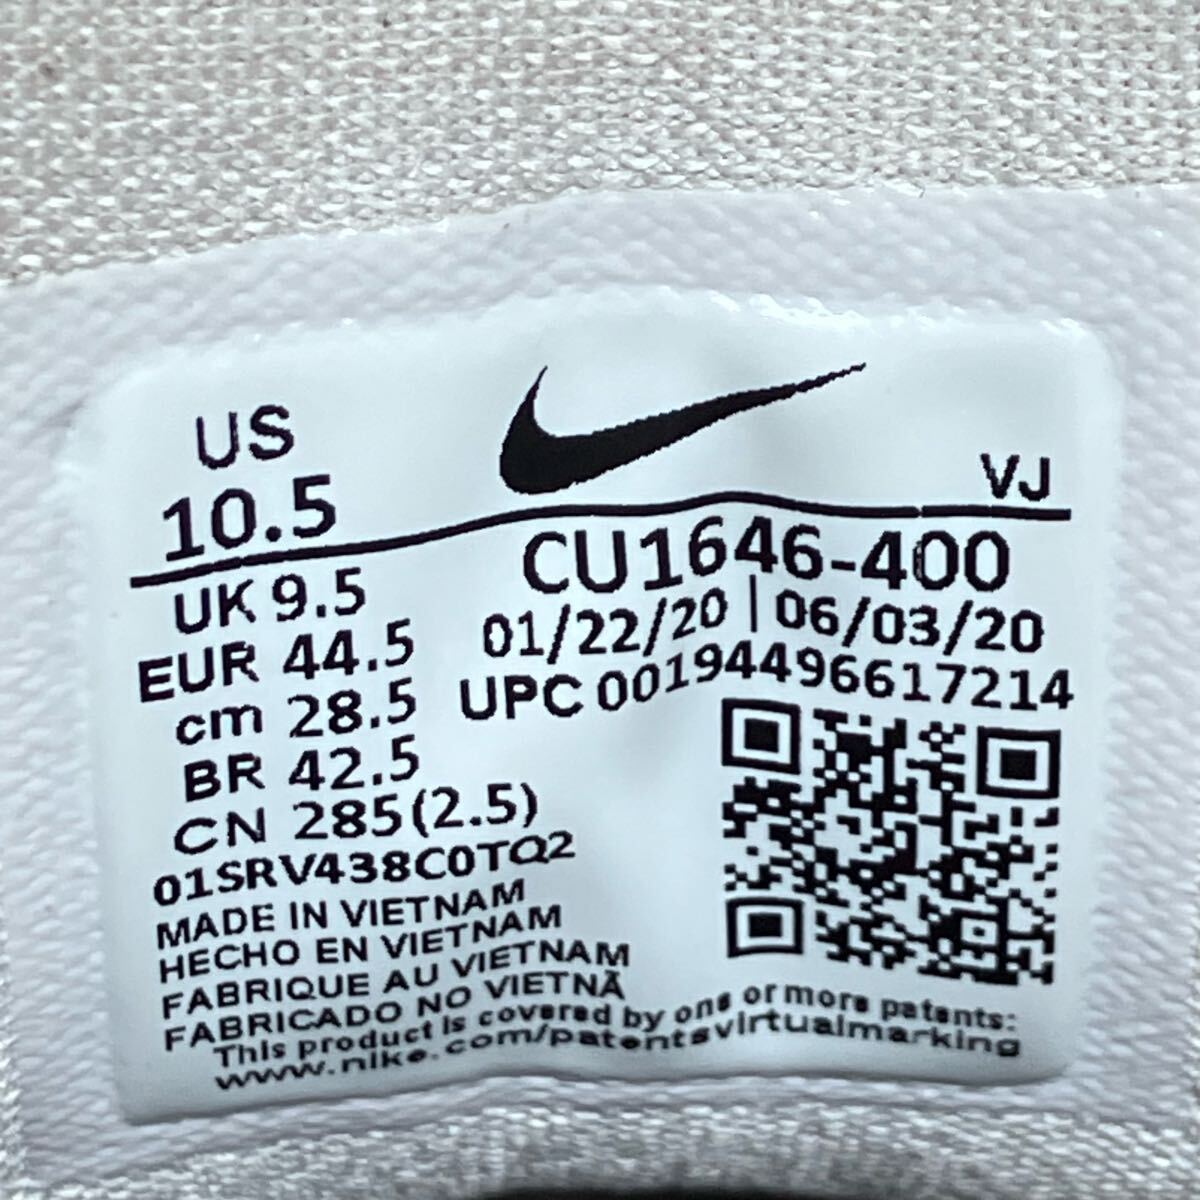 US
10.5
VJ
UK 9.5
EUR 44.5
cm 28.5
BR 42.5
CN 285(2.5)
CU1646-400
01/22/20 | 06/03/20
UPC 00194496617214
01SRV438C0TQ2
MADE IN VIETNAM
HECHO EN VIETNAM
FABRIQUE AU VIETNAM
FABRICADO NO VIETNÃ
This product is covered by one or more patents:
www.nike.com/patentsvirtualmarking